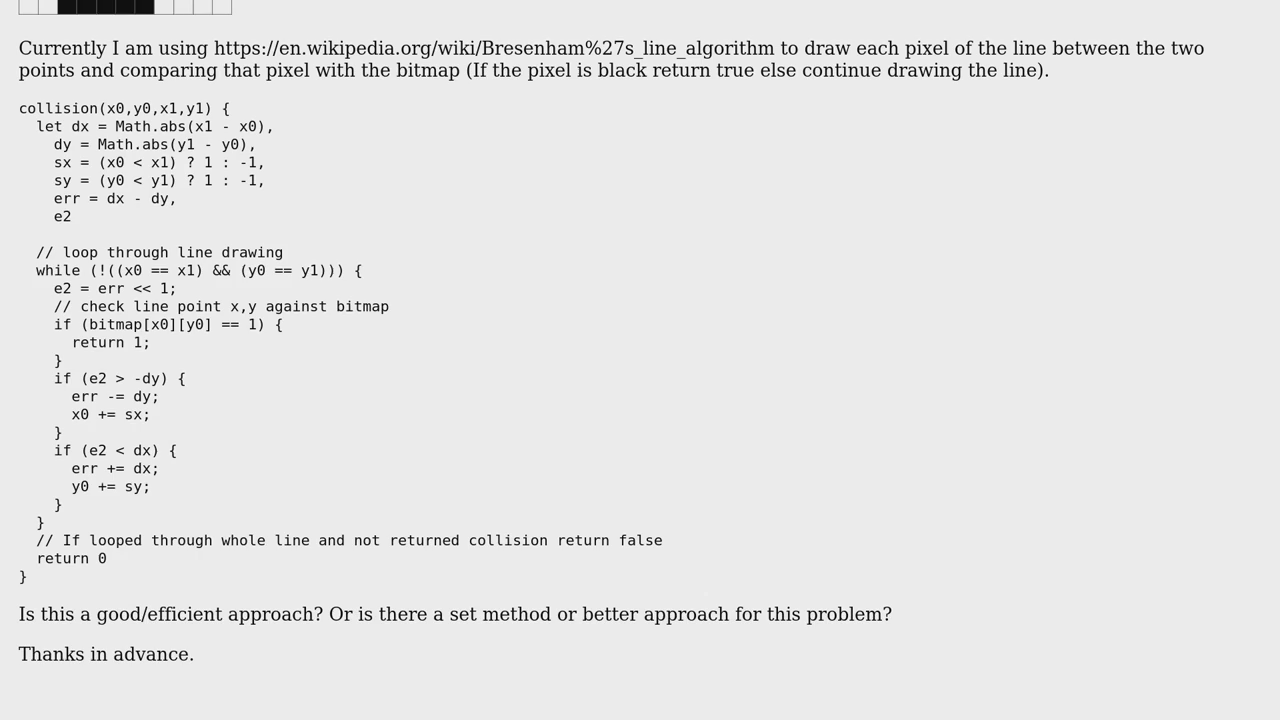 Currently I am using https://en.wikipedia.org/wiki/Bresenham%27s_line_algorithm to draw each pixel of the line between the two
points and comparing that pixel with the bitmap (If the pixel is black return true else continue drawing the line).
collision(x0,y0,x1,y1) {
  let dx = Math.abs(x1 - x0),
    dy = Math.abs(y1 - y0),
    sx = (x0 < x1) ? 1 : -1,
    sy = (y0 < y1) ? 1 : -1,
    err = dx - dy,
    e2
  // loop through line drawing
  while (!((x0 == x1) && (y0 == y1))) {
    e2 = err << 1;
    // check line point x,y against bitmap
    if (bitmap[x0][y0] == 1) {
      return 1;
    }
    if (e2 > -dy) {
      err -= dy;
      x0 += sx;
    }
    if (e2 < dx) {
      err += dx;
      y0 += sy;
    }
  }
  // If looped through whole line and not returned collision return false
  return 0
}
Is this a good/efficient approach? Or is there a set method or better approach for this problem?
Thanks in advance.